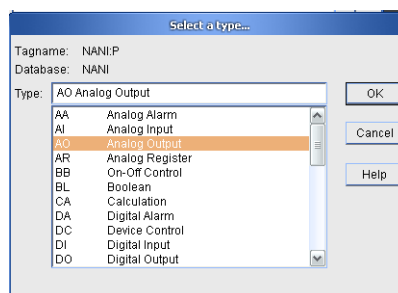 Select a type...
Tagname: NANI:P
Database: NANI
Type: AO Analog Output
OK
AA Analog Alarm
AI Analog Input
Cancel
AO Analog Output
AR Analog Register
BB On-Off Control
Help
BL Boolean
CA Calculation
DA Digital Alarm
DC Device Control
DI Digital Input
DO Digital Output